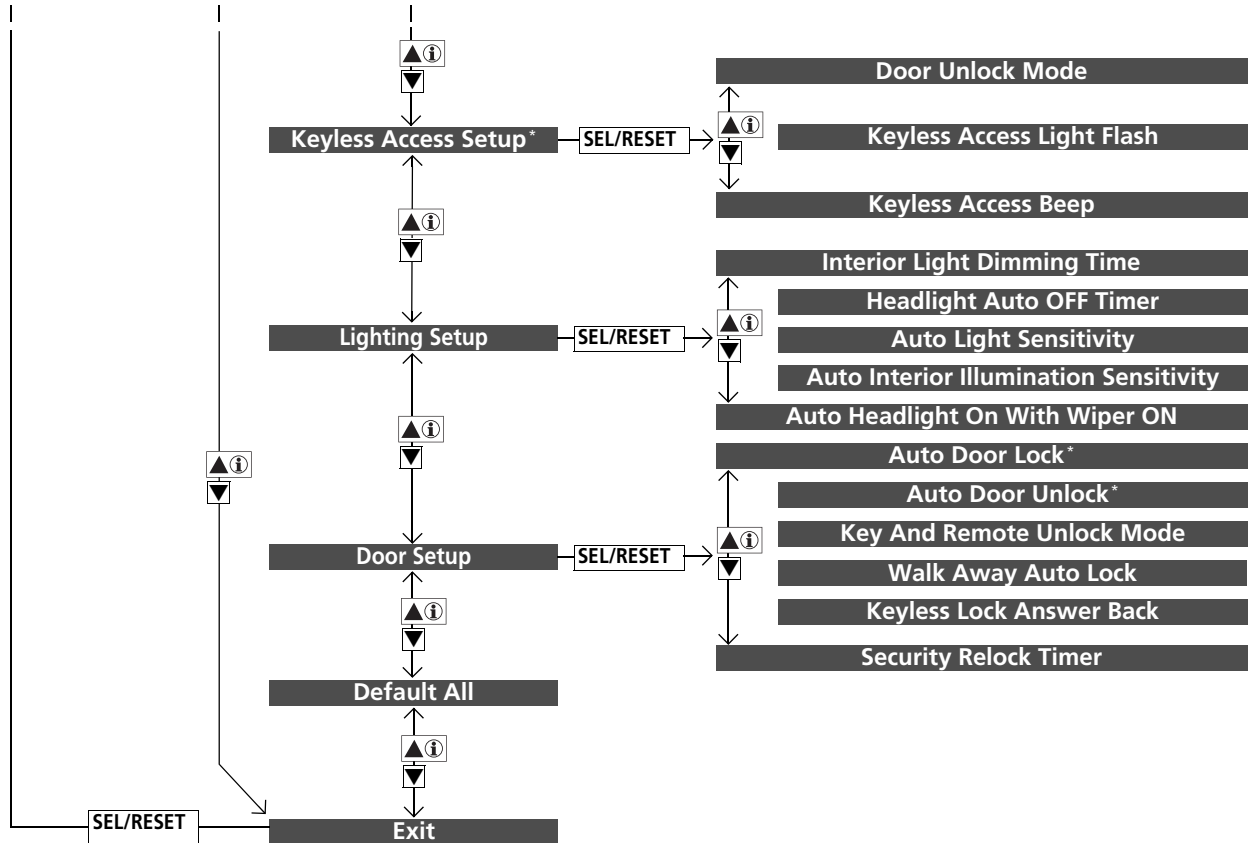 Door Unlock Mode
Keyless Access Setup*
SEL/RESET
Keyless Access Light Flash
Keyless Access Beep
Interior Light Dimming Time
Headlight Auto OFF Timer
Lighting Setup
SEL/RESET
Auto Light Sensitivity
Auto Interior Illumination Sensitivity
Auto Headlight On With Wiper ON
Auto Door Lock*
Auto Door Unlock*
Key And Remote Unlock Mode
Door Setup
SEL/RESET
Walk Away Auto Lock
Keyless Lock Answer Back
Security Relock Timer
Default All
SEL/RESET
Exit